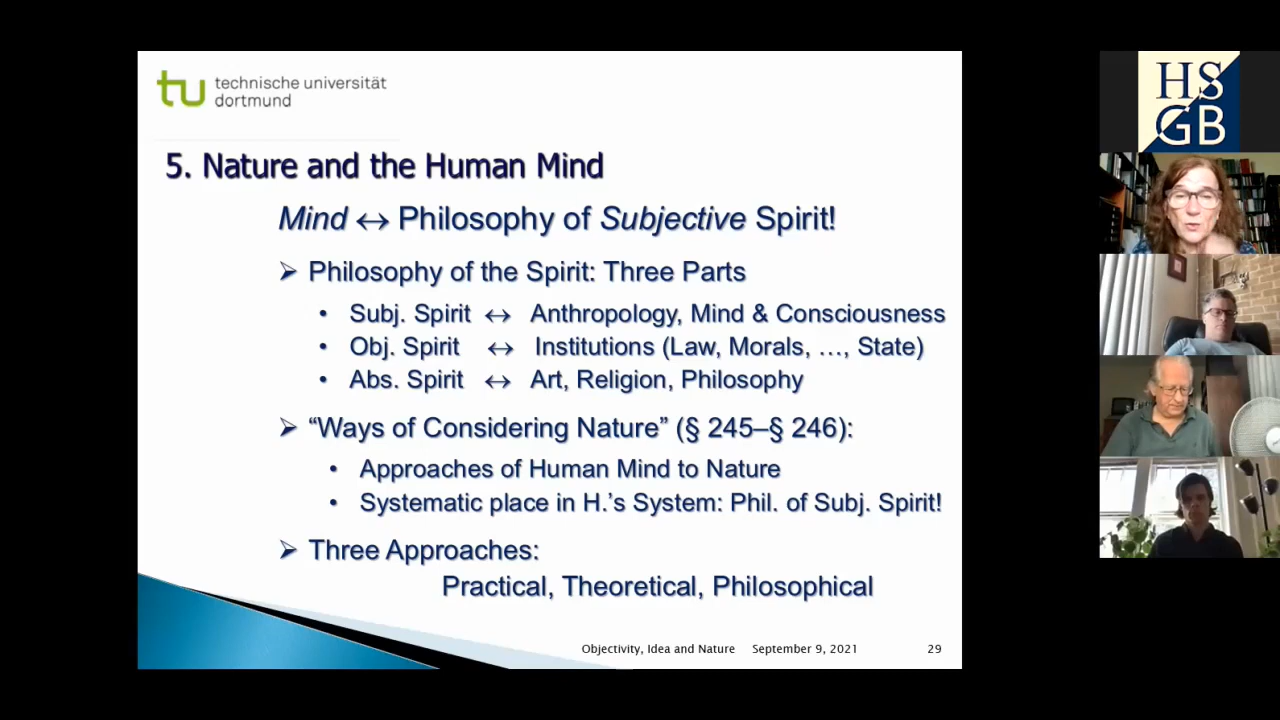 technische universität
dortmund
5. Nature and the Human Mind
Mind ↔ Philosophy of Subjective Spirit!
➢ Philosophy of the Spirit: Three Parts
• Subj. Spirit ↔ Anthropology, Mind & Consciousness
• Obj. Spirit ↔ Institutions (Law, Morals, …, State)
• Abs. Spirit ↔ Art, Religion, Philosophy
➢ “Ways of Considering Nature” (§ 245–§ 246):
• Approaches of Human Mind to Nature
• Systematic place in H.’s System: Phil. of Subj. Spirit!
➢ Three Approaches:
Practical, Theoretical, Philosophical
Objectivity, Idea and Nature September 9, 2021 29
HS
GB